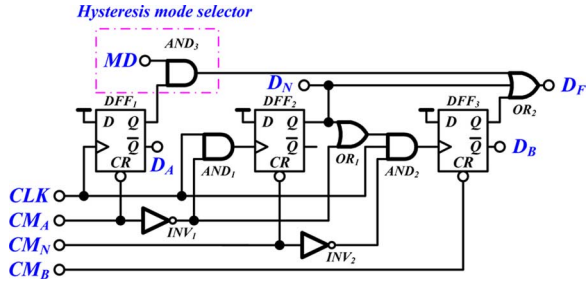 Hysteresis mode selector
AND3
MD
DN
DF
DFF1
DFF2
DFF3
OR2
D Q
D Q
D Q
Q
Q
Q
OR1
CR
DA
AND1
CR
AND2
CR
DB
CLK
CMA
INV1
CMN
INV2
CMB